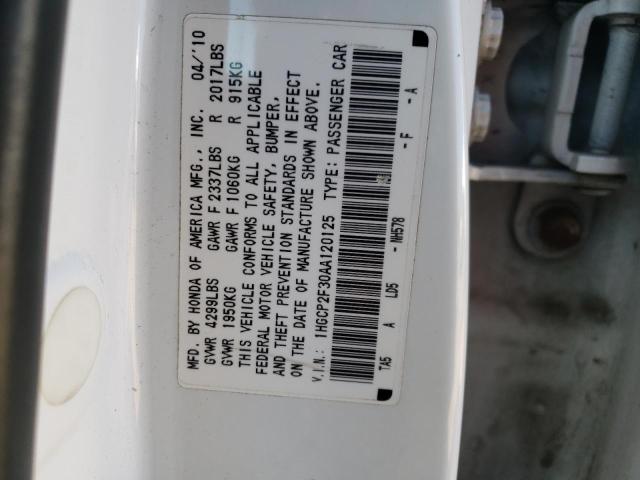 MFD. BY HONDA OF AMERICA MFG., INC. 04/'10
GVWR 4299LBS GAWR F 2337LBS R 2017LBS
GVWR 1950KG GAWR F 1060KG R 915KG
THIS VEHICLE CONFORMS TO ALL APPLICABLE
FEDERAL MOTOR VEHICLE SAFETY, BUMPER,
AND THEFT PREVENTION STANDARDS IN EFFECT
ON THE DATE OF MANUFACTURE SHOWN ABOVE.
V.I.N.: 1HGCP2F30AA120125 TYPE: PASSENGER CAR
TA5 A LD5 - NH578 - F - A